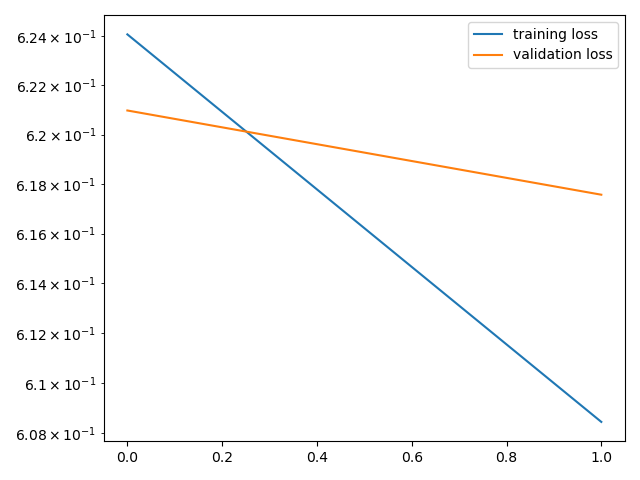 training loss
validation loss
6.24 × 10⁻¹
6.22 × 10⁻¹
6.2 × 10⁻¹
6.18 × 10⁻¹
6.16 × 10⁻¹
6.14 × 10⁻¹
6.12 × 10⁻¹
6.1 × 10⁻¹
6.08 × 10⁻¹
0.0 0.2 0.4 0.6 0.8 1.0